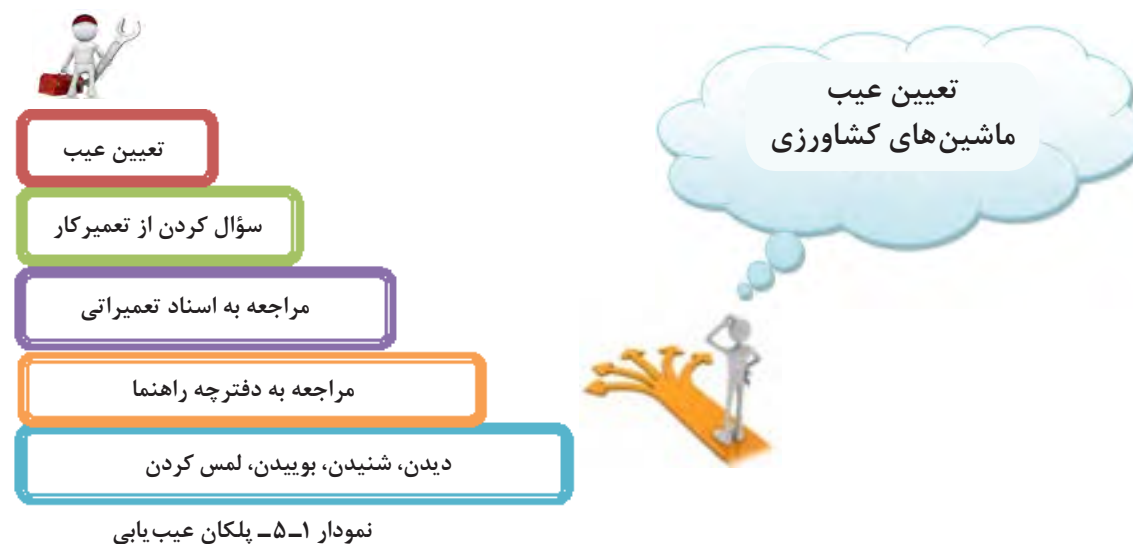 تعیین عیب
ماشین‌های کشاورزی
تعیین عیب
سؤال کردن از تعمیرکار
مراجعه به اسناد تعمیراتی
مراجعه به دفترچه راهنما
دیدن، شنیدن، بوییدن، لمس کردن
نمودار ۱ــ۵ــ پلکان عیب‌یابی